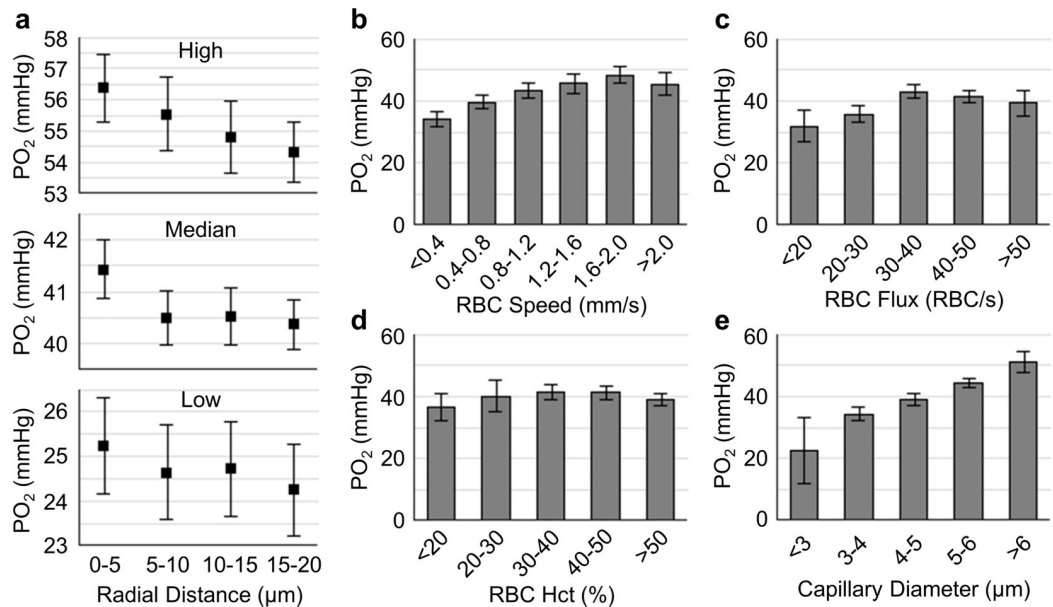 a
High
PO₂ (mmHg)
58
57
56
55
54
53
Median
PO₂ (mmHg)
42
41
40
Low
PO₂ (mmHg)
26
25
24
23
0-5 5-10 10-15 15-20
Radial Distance (μm)
b
PO₂ (mmHg)
60
40
20
0
<0.4 0.4-0.8 0.8-1.2 1.2-1.6 1.6-2.0 >2.0
RBC Speed (mm/s)
c
PO₂ (mmHg)
60
40
20
0
<20 20-30 30-40 40-50 >50
RBC Flux (RBC/s)
d
PO₂ (mmHg)
60
40
20
0
<20 20-30 30-40 40-50 >50
RBC Hct (%)
e
PO₂ (mmHg)
60
40
20
0
<3 3-4 4-5 5-6 >6
Capillary Diameter (μm)